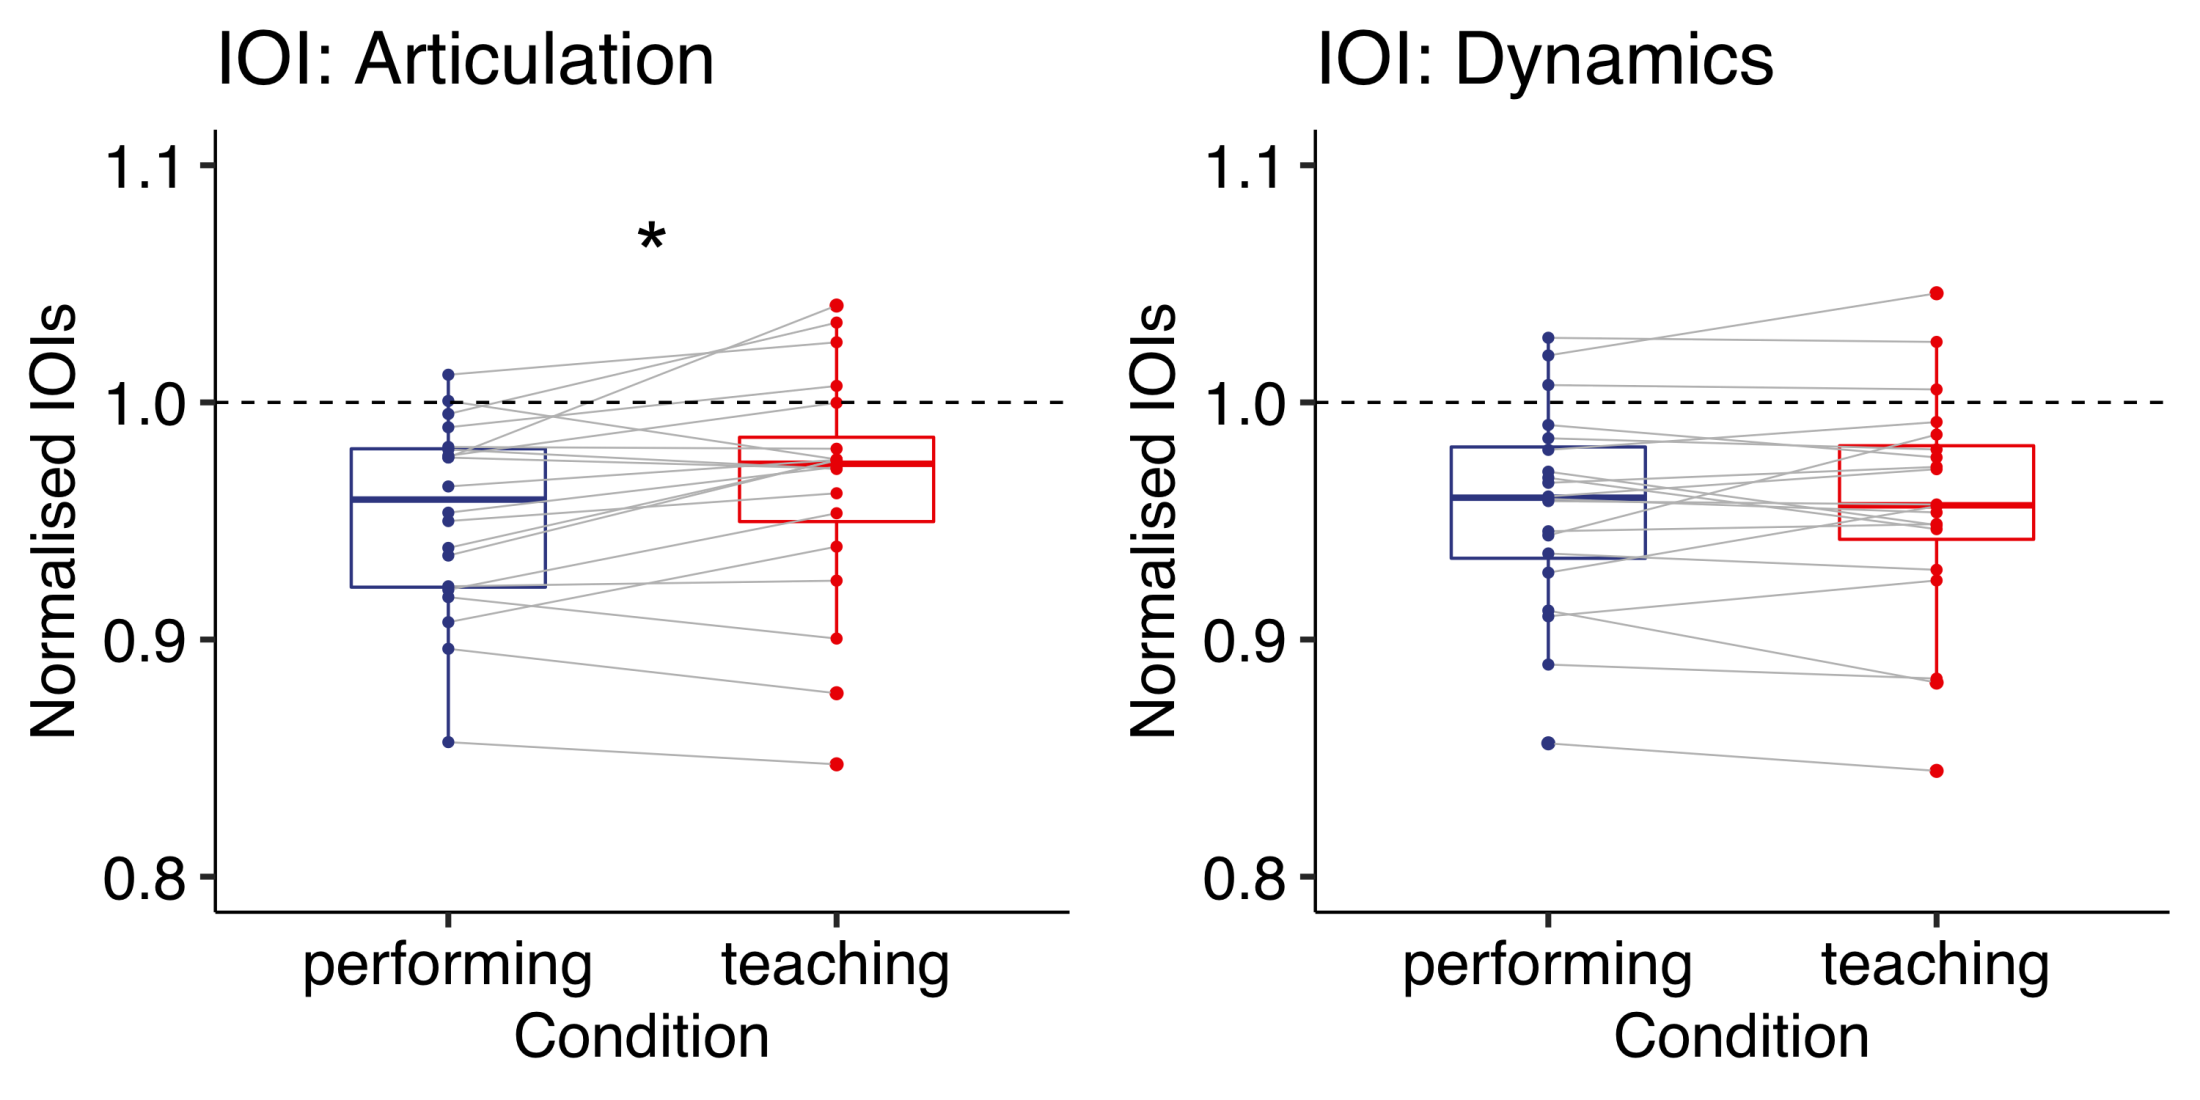 IOI: Articulation
Normalised IOIs
1.1
1.0
0.9
0.8
*
performing teaching
Condition
IOI: Dynamics
Normalised IOIs
1.1
1.0
0.9
0.8
performing teaching
Condition